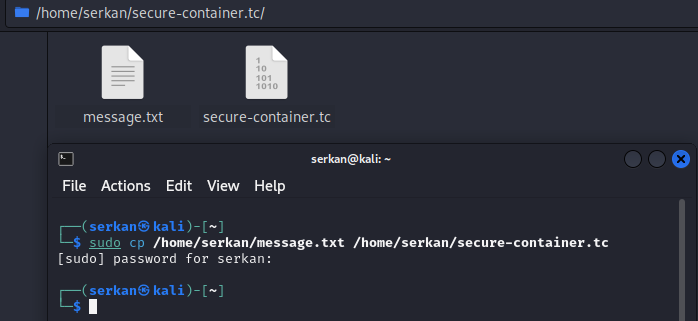 /home/serkan/secure-container.tc/
message.txt
secure-container.tc
serkan@kali: ~
File Actions Edit View Help
┌──(serkan㉿kali)-[~]
└─$ sudo cp /home/serkan/message.txt /home/serkan/secure-container.tc
[sudo] password for serkan:
┌──(serkan㉿kali)-[~]
└─$